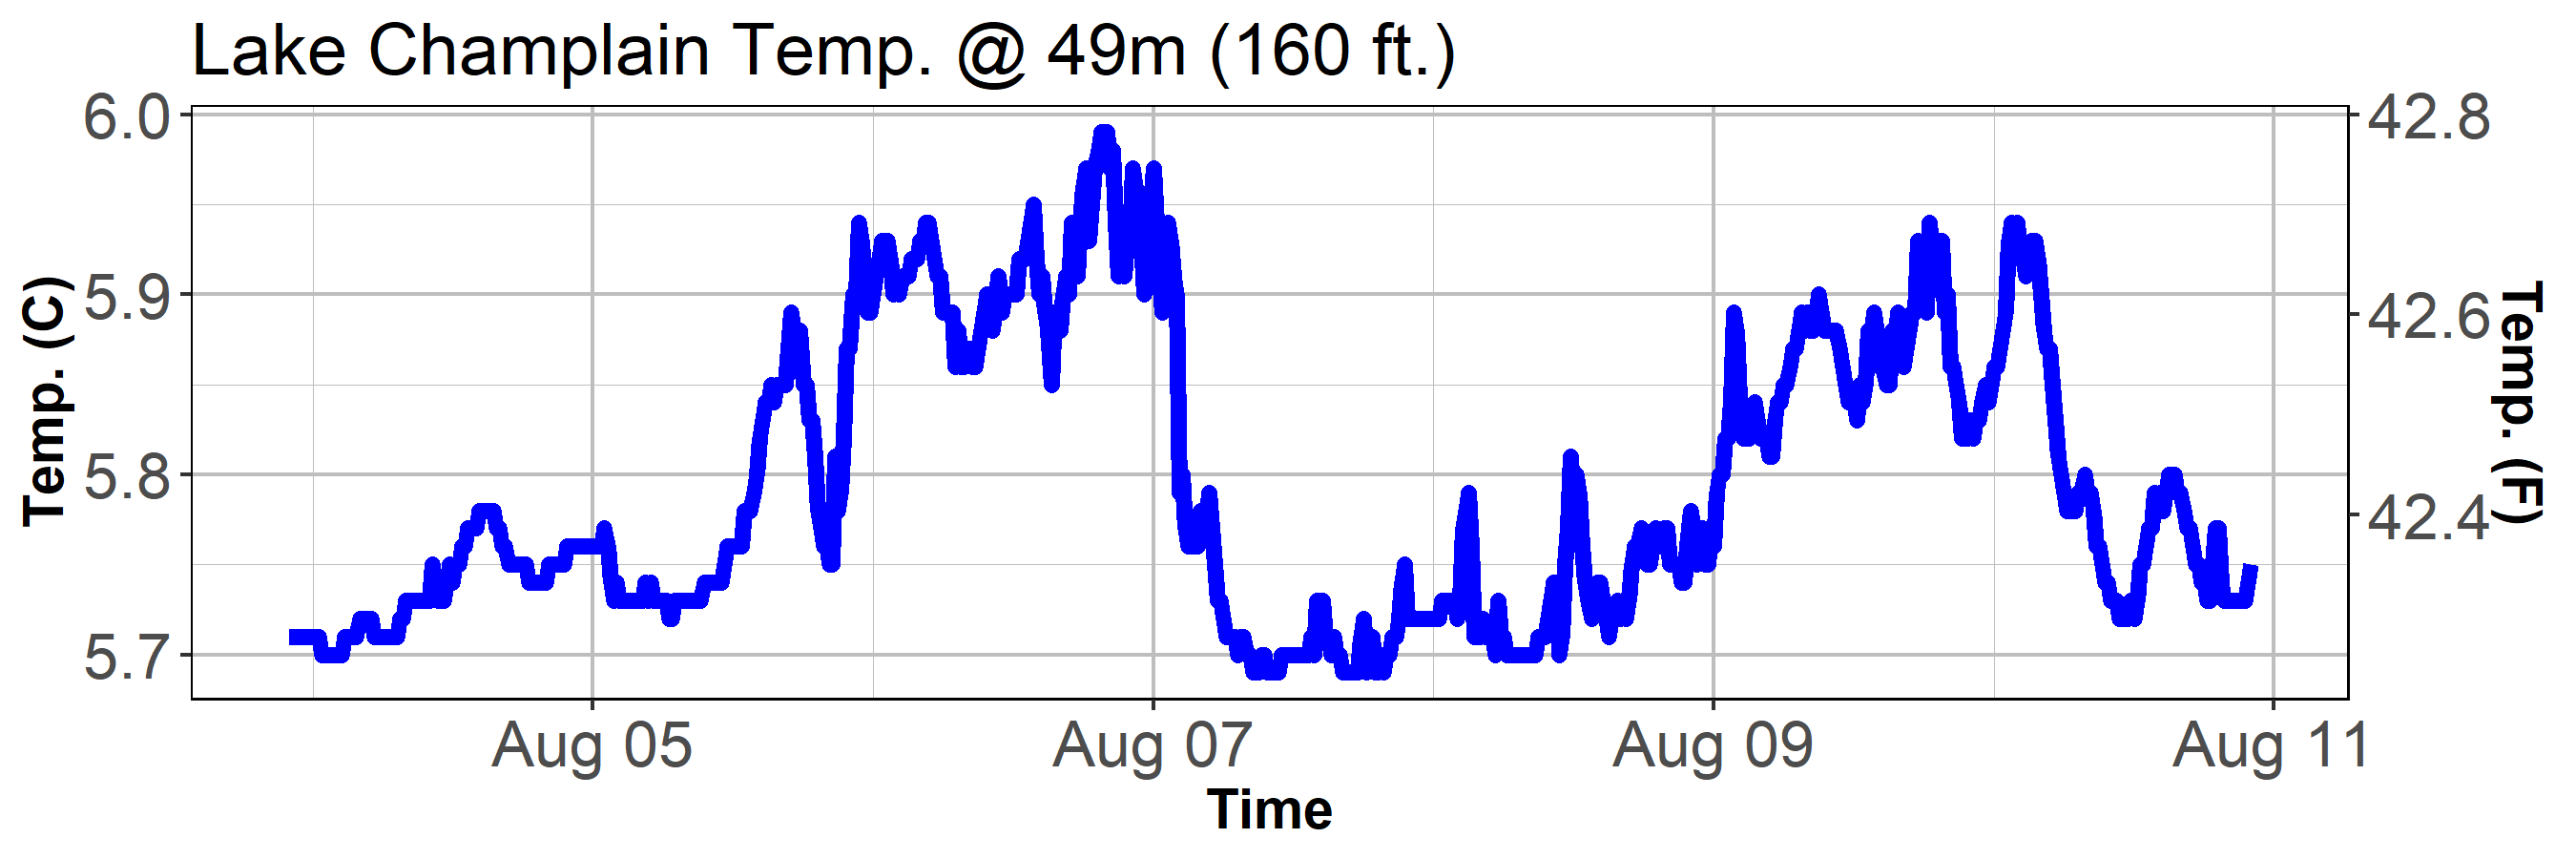 Lake Champlain Temp. @ 49m (160 ft.)
6.0
5.9
5.8
5.7
Temp. (C)
42.8
42.6
42.4
Temp. (F)
Aug 05
Aug 07
Aug 09
Aug 11
Time